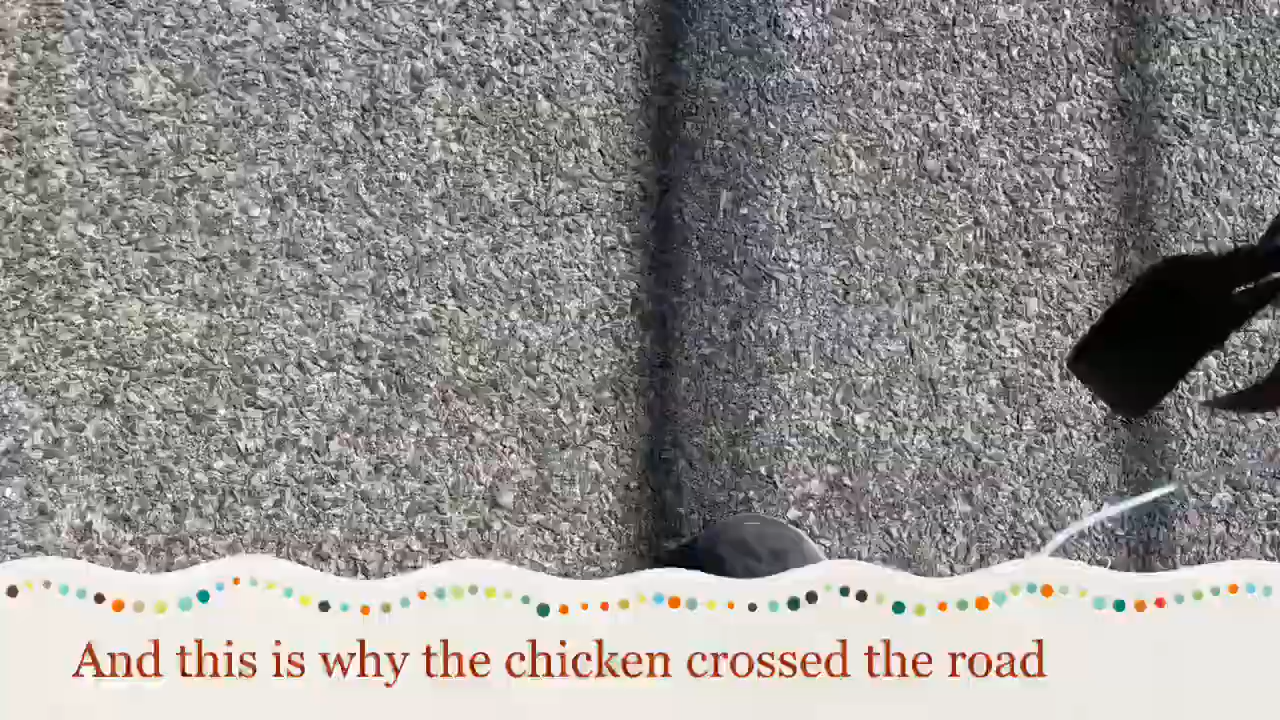 And this is why the chicken crossed the road